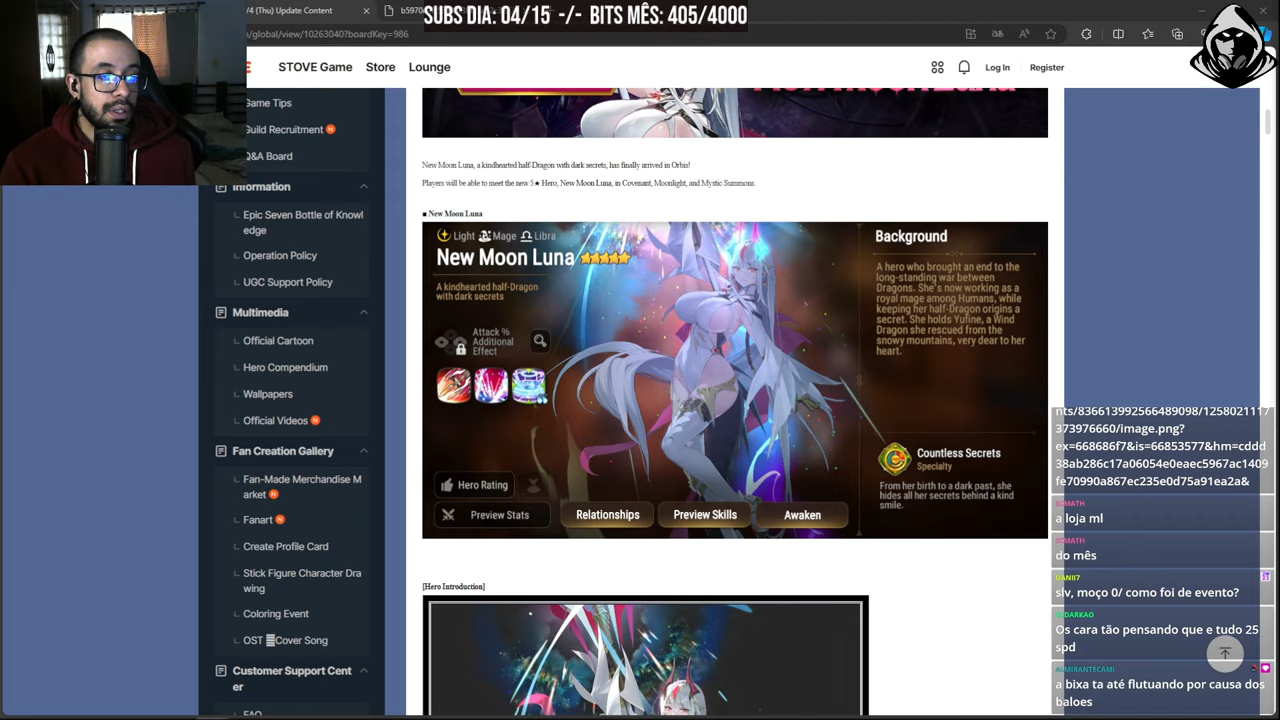 /4 (Thu) Update Content
SUBS DIA: 04/15 -/- BITS MÊS: 405/4000
n/global/view/10263040?boardKey=986
STOVE Game
Store
Lounge
Log In
Register
Game Tips
Guild Recruitment N
Q&A Board
Information
Epic Seven Bottle of Knowl
edge
Operation Policy
UGC Support Policy
Multimedia
Official Cartoon
Hero Compendium
Wallpapers
Official Videos N
Fan Creation Gallery
Fan-Made Merchandise M
arket N
Fanart N
Create Profile Card
Stick Figure Character Dra
wing
Coloring Event
OST Cover Song
Customer Support Cent
er
FAQ
New Moon Luna, a kindhearted half-Dragon with dark secrets, has finally arrived in Orbis!
Players will be able to meet the new 5★ Hero, New Moon Luna, in Covenant, Moonlight, and Mystic Summons.
■ New Moon Luna
Light Mage Libra
New Moon Luna
A kindhearted half-Dragon
with dark secrets
Attack %
Additional
Effect
Hero Rating
Preview Stats
Relationships
Preview Skills
Awaken
Background
A hero who brought an end to the
long-standing war between
Dragons. She's now working as a
royal mage among Humans, while
keeping her half-Dragon origins a
secret. She holds Yufine, a Wind
Dragon she rescued from the
snowy mountains, very dear to her
heart.
Countless Secrets
Specialty
From her birth to a dark past, she
hides all her secrets behind a kind
smile.
[Hero Introduction]
nts/836613992566489098/1258021117
373976660/image.png?
ex=668686f7&is=66853577&hm=cddd
38ab286c17a06054e0eaec5967ac1409
fe70990a867ec235e0d75a91ea2a&
a loja ml
do mês
DANII7
slv, moço 0/ como foi de evento?
Os cara tão pensando que e tudo 25
spd
ALMIRANTECAMI
a bixa ta até flutuando por causa dos
baloes